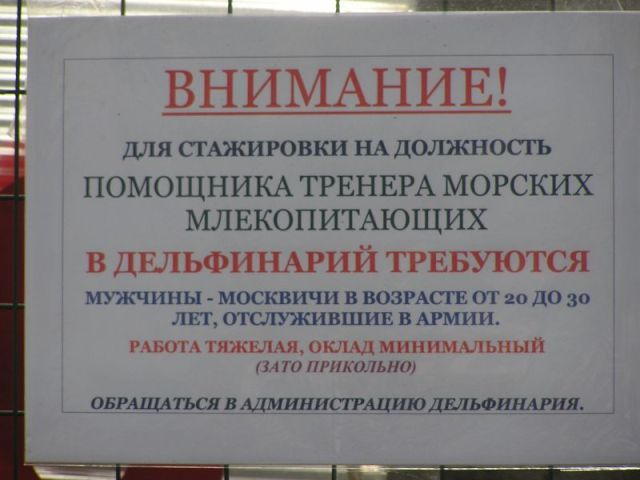 ВНИМАНИЕ!
ДЛЯ СТАЖИРОВКИ НА ДОЛЖНОСТЬ
ПОМОЩНИКА ТРЕНЕРА МОРСКИХ
МЛЕКОПИТАЮЩИХ
В ДЕЛЬФИНАРИЙ ТРЕБУЮТСЯ
МУЖЧИНЫ - МОСКВИЧИ В ВОЗРАСТЕ ОТ 20 ДО 30
ЛЕТ, ОТСЛУЖИВШИЕ В АРМИИ.
РАБОТА ТЯЖЕЛАЯ, ОКЛАД МИНИМАЛЬНЫЙ
(ЗАТО ПРИКОЛЬНО)
ОБРАЩАТЬСЯ В АДМИНИСТРАЦИЮ ДЕЛЬФИНАРИЯ.